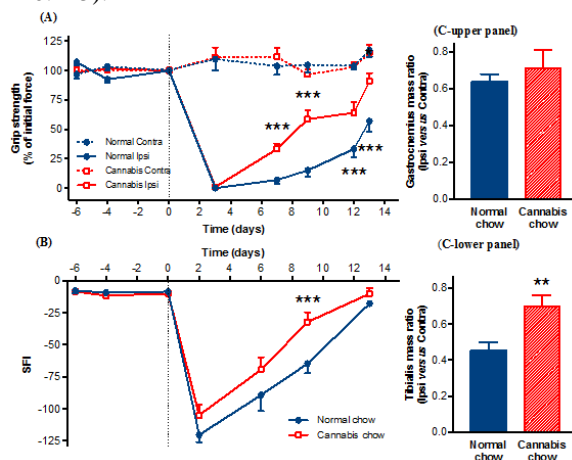 (A)
Grip strength
(% of initial force)
125
100
75
50
25
0
***
***
***
***
Normal Contra
Normal Ipsi
Cannabis Contra
Cannabis Ipsi
-6 -4 -2 0 2 4 6 8 10 12 14
Time (days)
(C-upper panel)
Gastrocnemius mass ratio
(Ipsi versus Contra)
0.8
0.6
0.4
0.2
0.0
Normal
chow
Cannabis
chow
(B)
Time (days)
-6 -4 -2 0 2 4 6 8 10 12 14
SFI
0
-25
-50
-75
-100
-125
***
Normal chow
Cannabis chow
(C-lower panel)
Tibialis mass ratio
(Ipsi versus Contra)
0.8
0.6
0.4
0.2
0.0
**
Normal
chow
Cannabis
chow